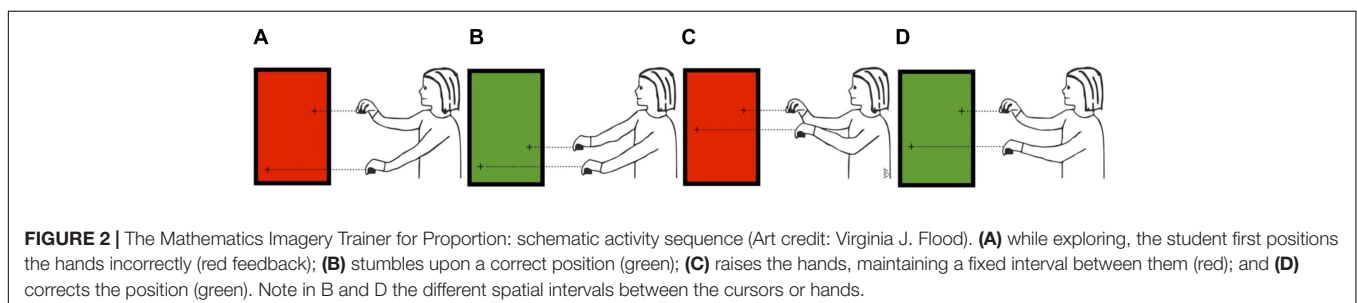 A B C D
FIGURE 2 | The Mathematics Imagery Trainer for Proportion: schematic activity sequence (Art credit: Virginia J. Flood). (A) while exploring, the student first positions
the hands incorrectly (red feedback); (B) stumbles upon a correct position (green); (C) raises the hands, maintaining a fixed interval between them (red); and (D)
corrects the position (green). Note in B and D the different spatial intervals between the cursors or hands.